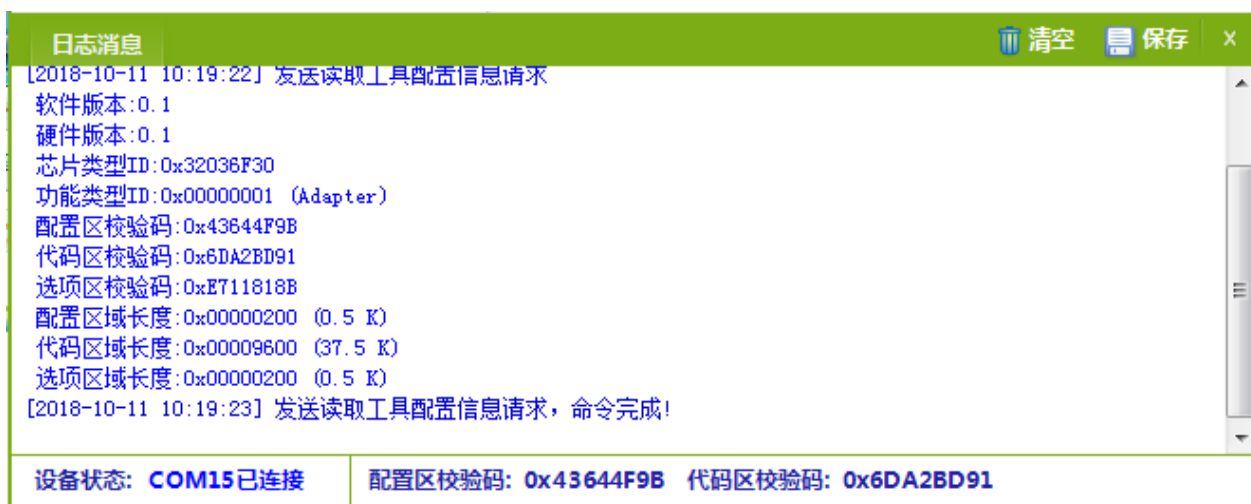 日志消息 清空 保存 x
[2018-10-11 10:19:22] 发送读取工具配置信息请求
软件版本:0.1
硬件版本:0.1
芯片类型ID:0x32036F30
功能类型ID:0x00000001 (Adapter)
配置区校验码:0x43644F9B
代码区校验码:0x6DA2BD91
选项区校验码:0xE711818B
配置区域长度:0x00000200 (0.5 K)
代码区域长度:0x00009600 (37.5 K)
选项区域长度:0x00000200 (0.5 K)
[2018-10-11 10:19:23] 发送读取工具配置信息请求，命令完成!
设备状态: COM15已连接 配置区校验码: 0x43644F9B 代码区校验码: 0x6DA2BD91